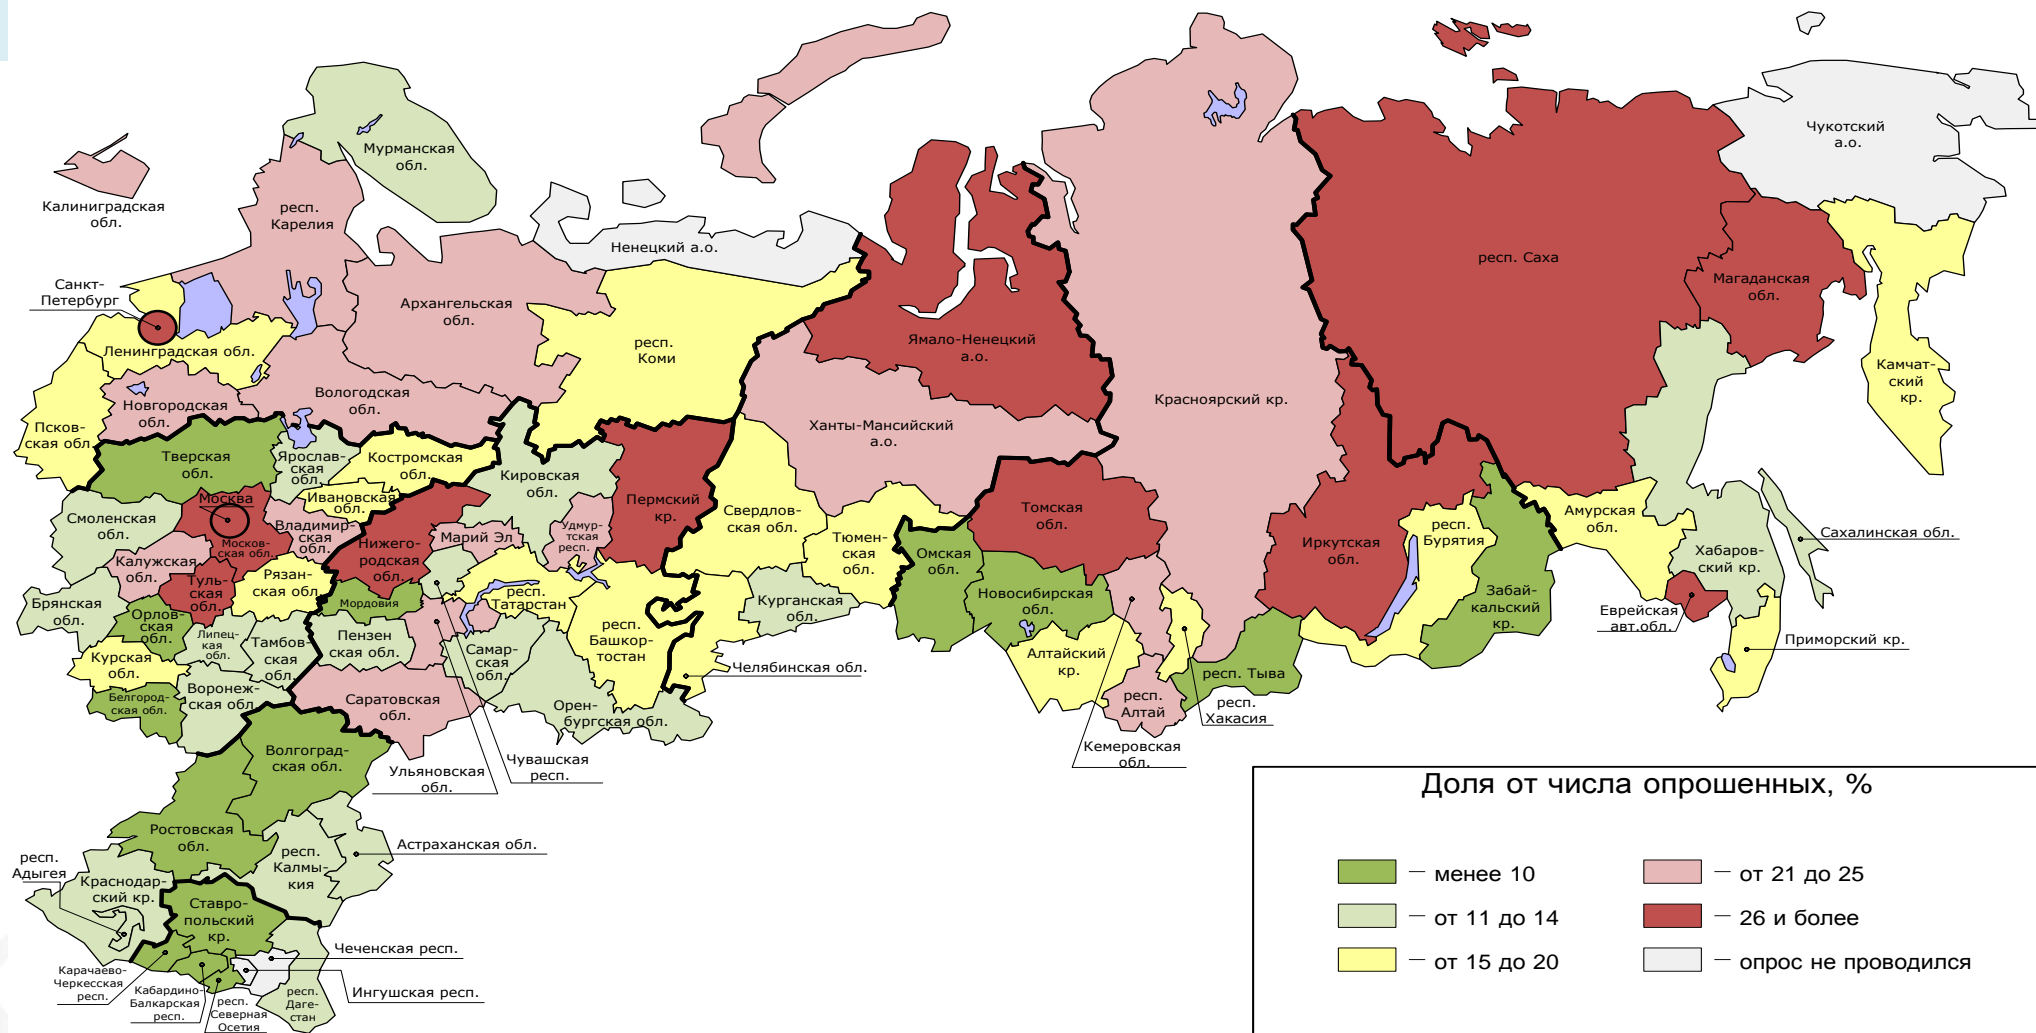 Мурманская
обл.
Калиниградская
обл.
респ.
Карелия
Ненецкий а.о.
Чукотский
а.о.
Санкт-
Петербург
Архангельская
обл.
респ.
Коми
Ямало-Ненецкий
а.о.
респ. Саха
Магаданская
обл.
Камчат-
ский
кр.
Ленинградская обл.
Новгородская
обл.
Вологодская
обл.
Псков-
ская обл.
Ханты-Мансийский
а.о.
Красноярский кр.
Тверская
обл.
Ярослав-
ская
обл.
Костромская
обл.
Кировская
обл.
Пермский
кр.
Свердлов-
ская обл.
Томская
обл.
Иркутская
обл.
респ.
Бурятия
Амурская
обл.
Сахалинская обл.
Хабаров-
ский кр.
Москва
Ивановская
обл.
Смоленская
обл.
Владимир-
ская
обл.
Москов-
ская обл.
Нижего-
родская
обл.
Марий Эл
Удмур-
тская
респ.
Тюмен-
ская
обл.
Омская
обл.
Калужская
обл.
Туль-
ская
обл.
Рязан-
ская обл.
Мордовия
респ.
Татарстан
Курганская
обл.
Новосибирская
обл.
Забай-
кальский
кр.
Еврейская
авт.обл.
Приморский кр.
Брянская
обл.
Орлов-
ская
обл.
Липец-
кая
обл.
Тамбов-
ская
обл.
Пензен
ская обл.
Самар-
ская
обл.
респ.
Башкор-
тостан
Челябинская обл.
Алтайский
кр.
респ. Тыва
Курская
обл.
Белгород-
ская обл.
Воронеж-
ская обл.
Саратовская
обл.
Орен-
бургская обл.
респ.
Алтай
респ.
Хакасия
Кемеровская
обл.
Волгоград-
ская обл.
Ульяновская
обл.
Чувашская
респ.
Ростовская
обл.
респ.
Калмы-
кия
Астраханская обл.
респ.
Адыгея
Краснодар-
ский кр.
Ставро-
польский
кр.
Чеченская респ.
Ингушская респ.
Карачаево-
Черкесская
респ.
Кабардино-
Балкарская
респ.
респ.
Северная
Осетия
респ.
Даге-
стан
Доля от числа опрошенных, %
— менее 10
— от 11 до 14
— от 15 до 20
— от 21 до 25
— 26 и более
— опрос не проводился